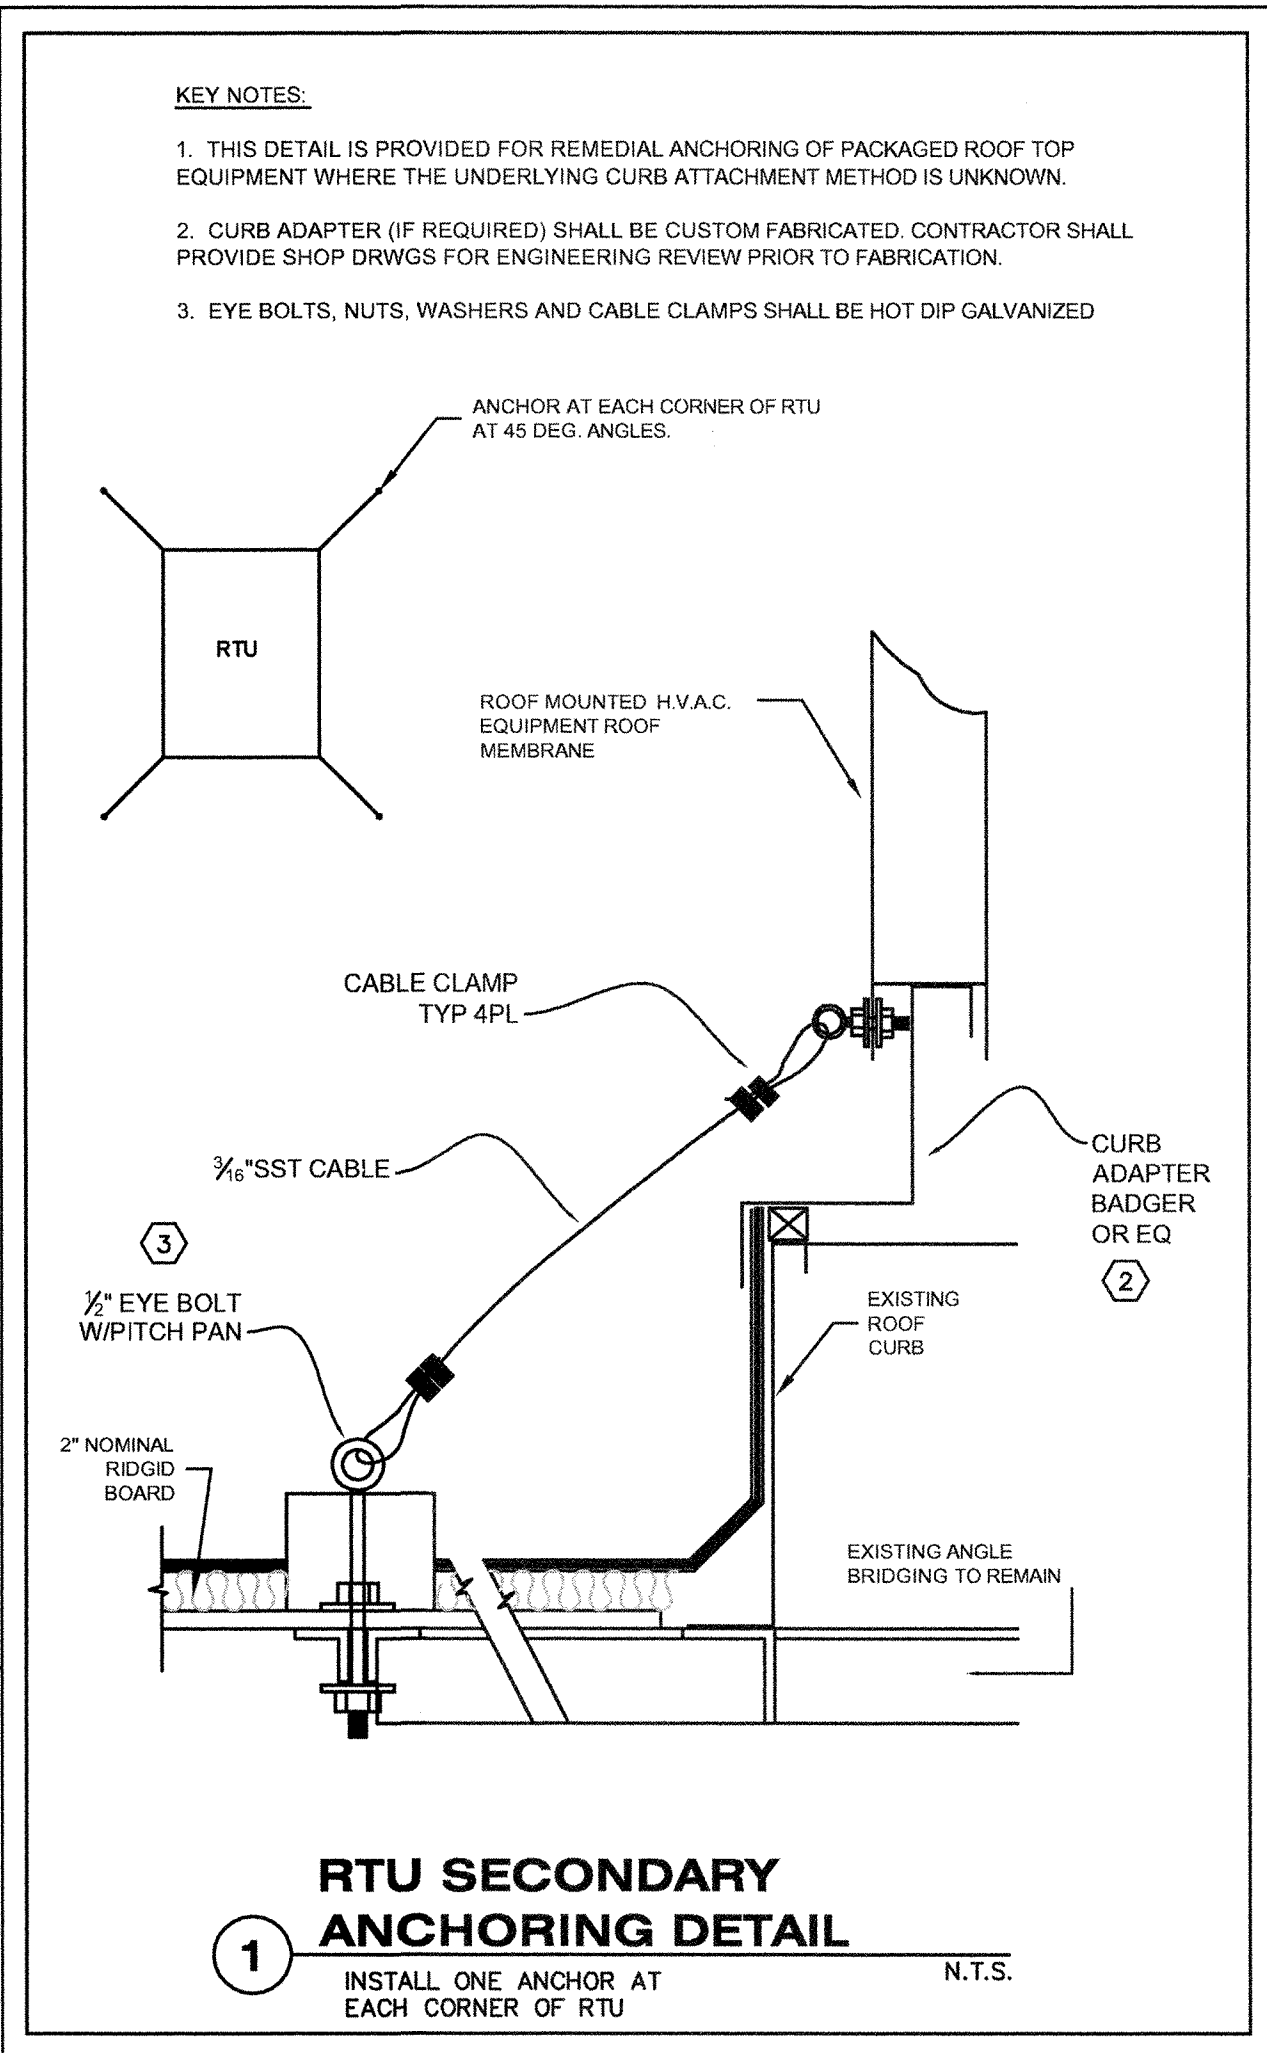 KEY NOTES:
1. THIS DETAIL IS PROVIDED FOR REMEDIAL ANCHORING OF PACKAGED ROOF TOP
EQUIPMENT WHERE THE UNDERLYING CURB ATTACHMENT METHOD IS UNKNOWN.
2. CURB ADAPTER (IF REQUIRED) SHALL BE CUSTOM FABRICATED. CONTRACTOR SHALL
PROVIDE SHOP DRWGS FOR ENGINEERING REVIEW PRIOR TO FABRICATION.
3. EYE BOLTS, NUTS, WASHERS AND CABLE CLAMPS SHALL BE HOT DIP GALVANIZED
ANCHOR AT EACH CORNER OF RTU
AT 45 DEG. ANGLES.
RTU
ROOF MOUNTED H.V.A.C.
EQUIPMENT ROOF
MEMBRANE
CABLE CLAMP
TYP 4PL
3/16"SST CABLE
CURB
ADAPTER
BADGER
OR EQ
2
3
1/2" EYE BOLT
W/PITCH PAN
EXISTING
ROOF
CURB
2" NOMINAL
RIDGID
BOARD
EXISTING ANGLE
BRIDGING TO REMAIN
RTU SECONDARY
ANCHORING DETAIL
1
N.T.S.
INSTALL ONE ANCHOR AT
EACH CORNER OF RTU